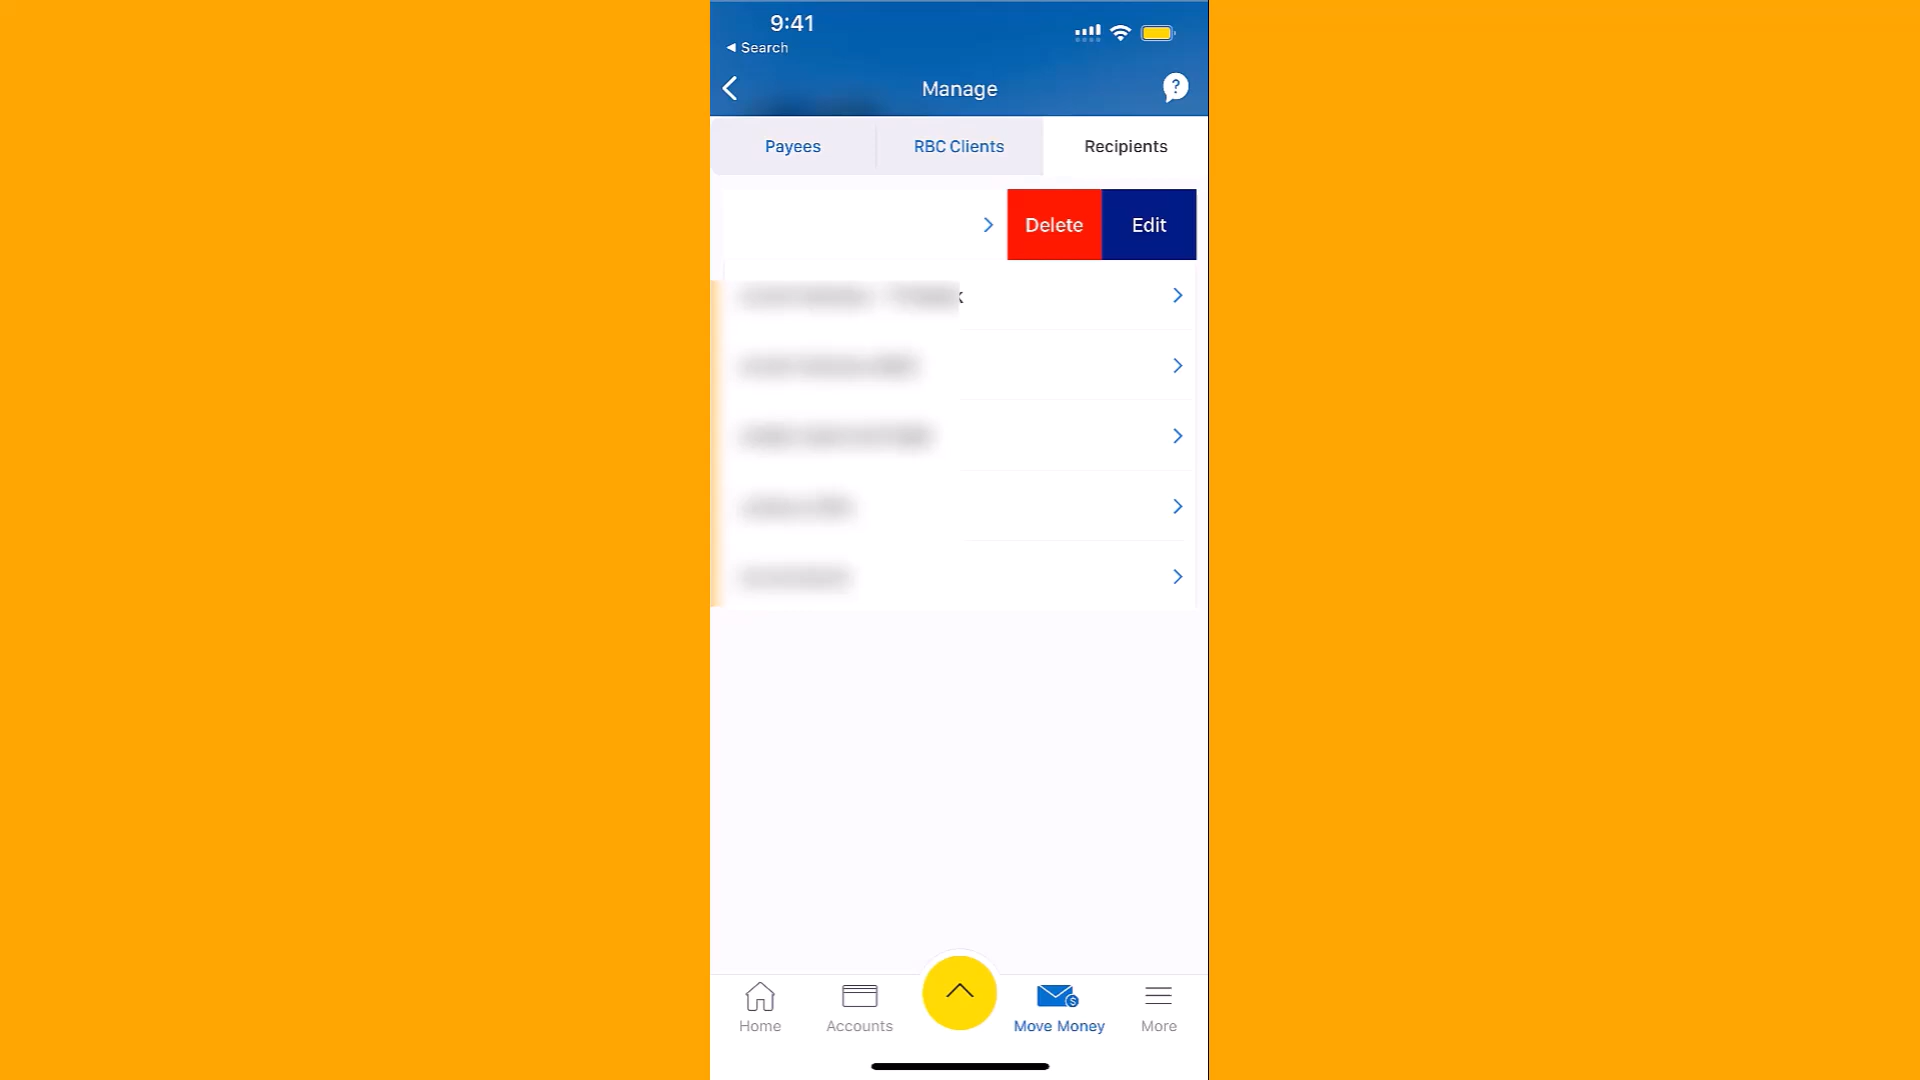 9:41
◀ Search
Manage
?
Payees
RBC Clients
Recipients
Delete
Edit
Home
Accounts
Move Money
More